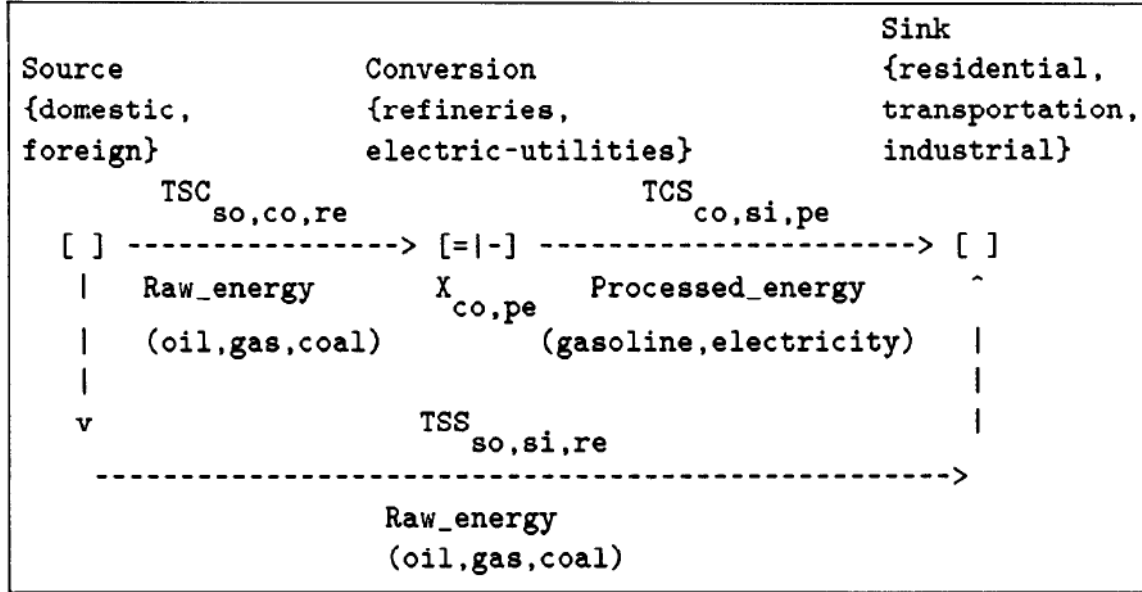 Sink
Source Conversion {residential,
{domestic, {refineries, transportation,
foreign} electric-utilities} industrial}
TSC so,co,re TCS co,si,pe
[ ] ----------------> [=|-] ----------------------> [ ]
| Raw_energy X co,pe Processed_energy ^
| (oil,gas,coal) (gasoline,electricity) |
| |
v TSS so,si,re |
-------------------------------------------------->
Raw_energy
(oil,gas,coal)